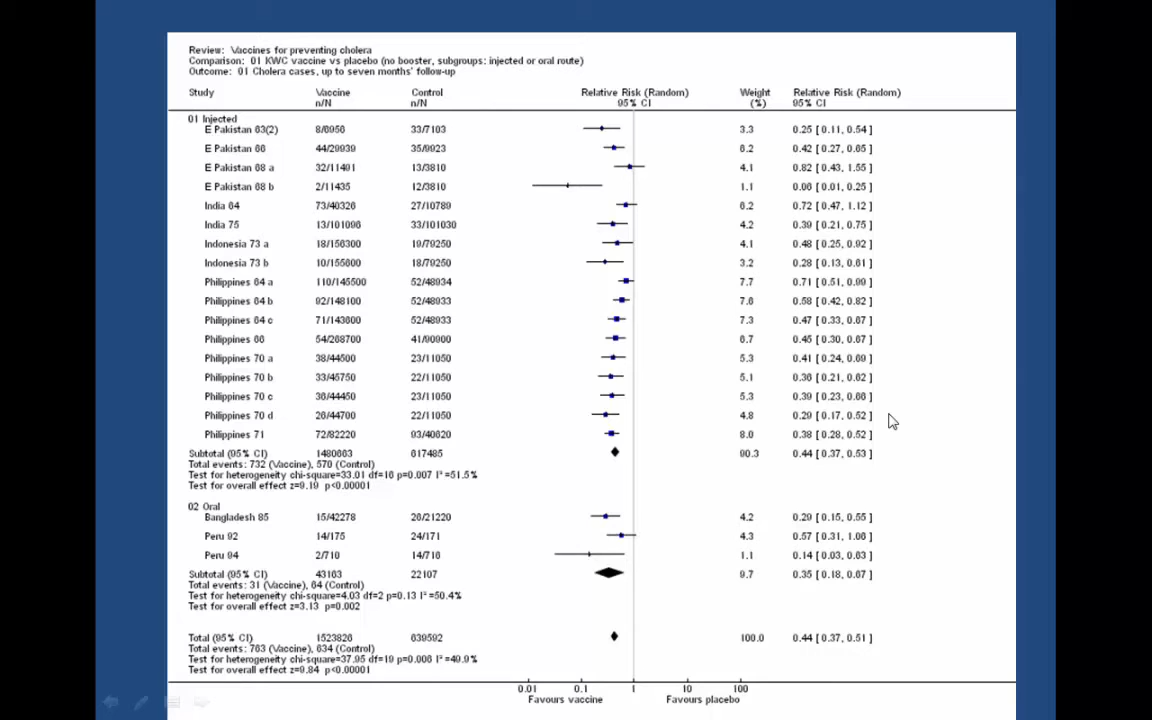 Review: Vaccines for preventing cholera
Comparison: 01 KWC vaccine vs placebo (no booster, subgroups: injected or oral route)
Outcome: 01 Cholera cases, up to seven months' follow-up
Study Vaccine Control Relative Risk (Random) Weight Relative Risk (Random)
n/N n/N 95% CI (%) 95% CI
01 Injected
E Pakistan 63(2) 8/6956 33/7103 3.3 0.25 [ 0.11, 0.54 ]
E Pakistan 66 44/29939 35/9923 6.2 0.42 [ 0.27, 0.65 ]
E Pakistan 68 a 32/11491 13/3810 4.1 0.82 [ 0.43, 1.55 ]
E Pakistan 68 b 2/11435 12/3810 1.1 0.06 [ 0.01, 0.25 ]
India 64 73/40326 27/10789 6.2 0.72 [ 0.47, 1.12 ]
India 75 13/101096 33/101030 4.2 0.39 [ 0.21, 0.75 ]
Indonesia 73 a 18/156300 19/79250 4.1 0.48 [ 0.25, 0.92 ]
Indonesia 73 b 10/155600 18/79250 3.2 0.28 [ 0.13, 0.61 ]
Philippines 64 a 110/145500 52/48934 7.7 0.71 [ 0.51, 0.99 ]
Philippines 64 b 92/148100 52/48933 7.6 0.58 [ 0.42, 0.82 ]
Philippines 64 c 71/143600 52/48933 7.3 0.47 [ 0.33, 0.67 ]
Philippines 66 54/268700 41/90900 6.7 0.45 [ 0.30, 0.67 ]
Philippines 70 a 38/44500 23/11050 5.3 0.41 [ 0.24, 0.69 ]
Philippines 70 b 33/45750 22/11050 5.1 0.36 [ 0.21, 0.62 ]
Philippines 70 c 36/44450 23/11050 5.3 0.39 [ 0.23, 0.66 ]
Philippines 70 d 26/44700 22/11050 4.8 0.29 [ 0.17, 0.52 ]
Philippines 71 72/82220 93/40620 8.0 0.38 [ 0.28, 0.52 ]
Subtotal (95% CI) 1480663 617485 90.3 0.44 [ 0.37, 0.53 ]
Total events: 732 (Vaccine), 570 (Control)
Test for heterogeneity chi-square=33.01 df=16 p=0.007 I² =51.5%
Test for overall effect z=9.19 p<0.00001
02 Oral
Bangladesh 85 15/42278 26/21220 4.2 0.29 [ 0.15, 0.55 ]
Peru 92 14/175 24/171 4.3 0.57 [ 0.31, 1.06 ]
Peru 94 2/710 14/716 1.1 0.14 [ 0.03, 0.63 ]
Subtotal (95% CI) 43163 22107 9.7 0.35 [ 0.18, 0.67 ]
Total events: 31 (Vaccine), 64 (Control)
Test for heterogeneity chi-square=4.03 df=2 p=0.13 I² =50.4%
Test for overall effect z=3.13 p=0.002
Total (95% CI) 1523826 639592 100.0 0.44 [ 0.37, 0.51 ]
Total events: 763 (Vaccine), 634 (Control)
Test for heterogeneity chi-square=37.95 df=19 p=0.006 I² =49.9%
Test for overall effect z=9.84 p<0.00001
0.01 0.1 1 10 100
Favours vaccine Favours placebo